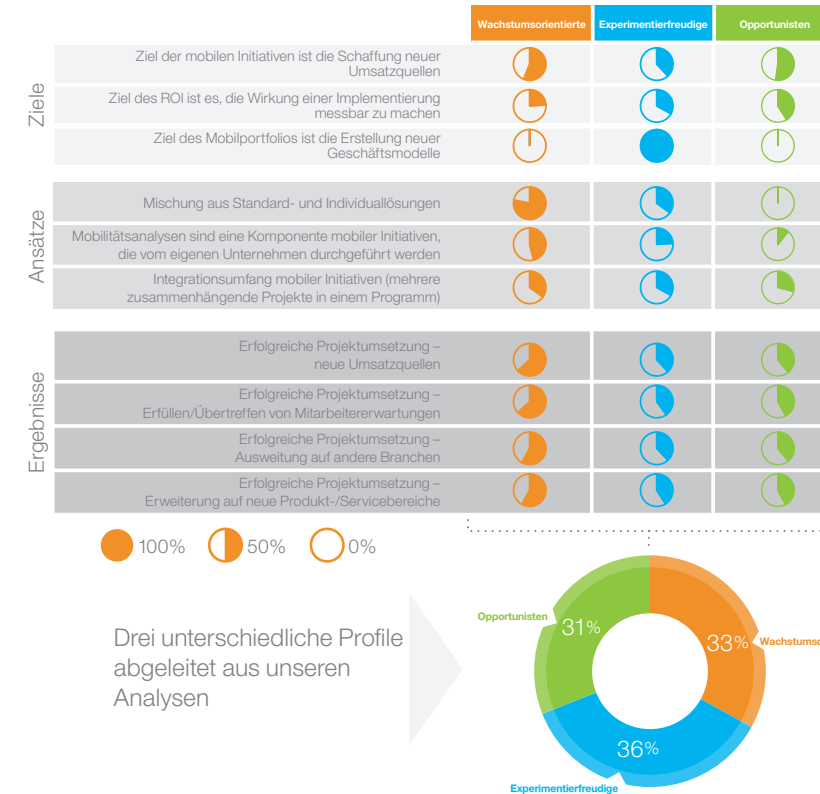 Wachstumsorientierte
Experimentierfreudige
Opportunisten
Ziele
Ziel der mobilen Initiativen ist die Schaffung neuer
Umsatzquellen
Ziel des ROI ist es, die Wirkung einer Implementierung
messbar zu machen
Ziel des Mobilportfolios ist die Erstellung neuer
Geschäftsmodelle
Ansätze
Mischung aus Standard- und Individuallösungen
Mobilitätsanalysen sind eine Komponente mobiler Initiativen,
die vom eigenen Unternehmen durchgeführt werden
Integrationsumfang mobiler Initiativen (mehrere
zusammenhängende Projekte in einem Programm)
Ergebnisse
Erfolgreiche Projektumsetzung –
neue Umsatzquellen
Erfolgreiche Projektumsetzung –
Erfüllen/Übertreffen von Mitarbeitererwartungen
Erfolgreiche Projektumsetzung –
Ausweitung auf andere Branchen
Erfolgreiche Projektumsetzung –
Erweiterung auf neue Produkt-/Servicebereiche
100%
50%
0%
Drei unterschiedliche Profile
abgeleitet aus unseren
Analysen
Opportunisten
31%
33%
Wachstumso
36%
Experimentierfreudige